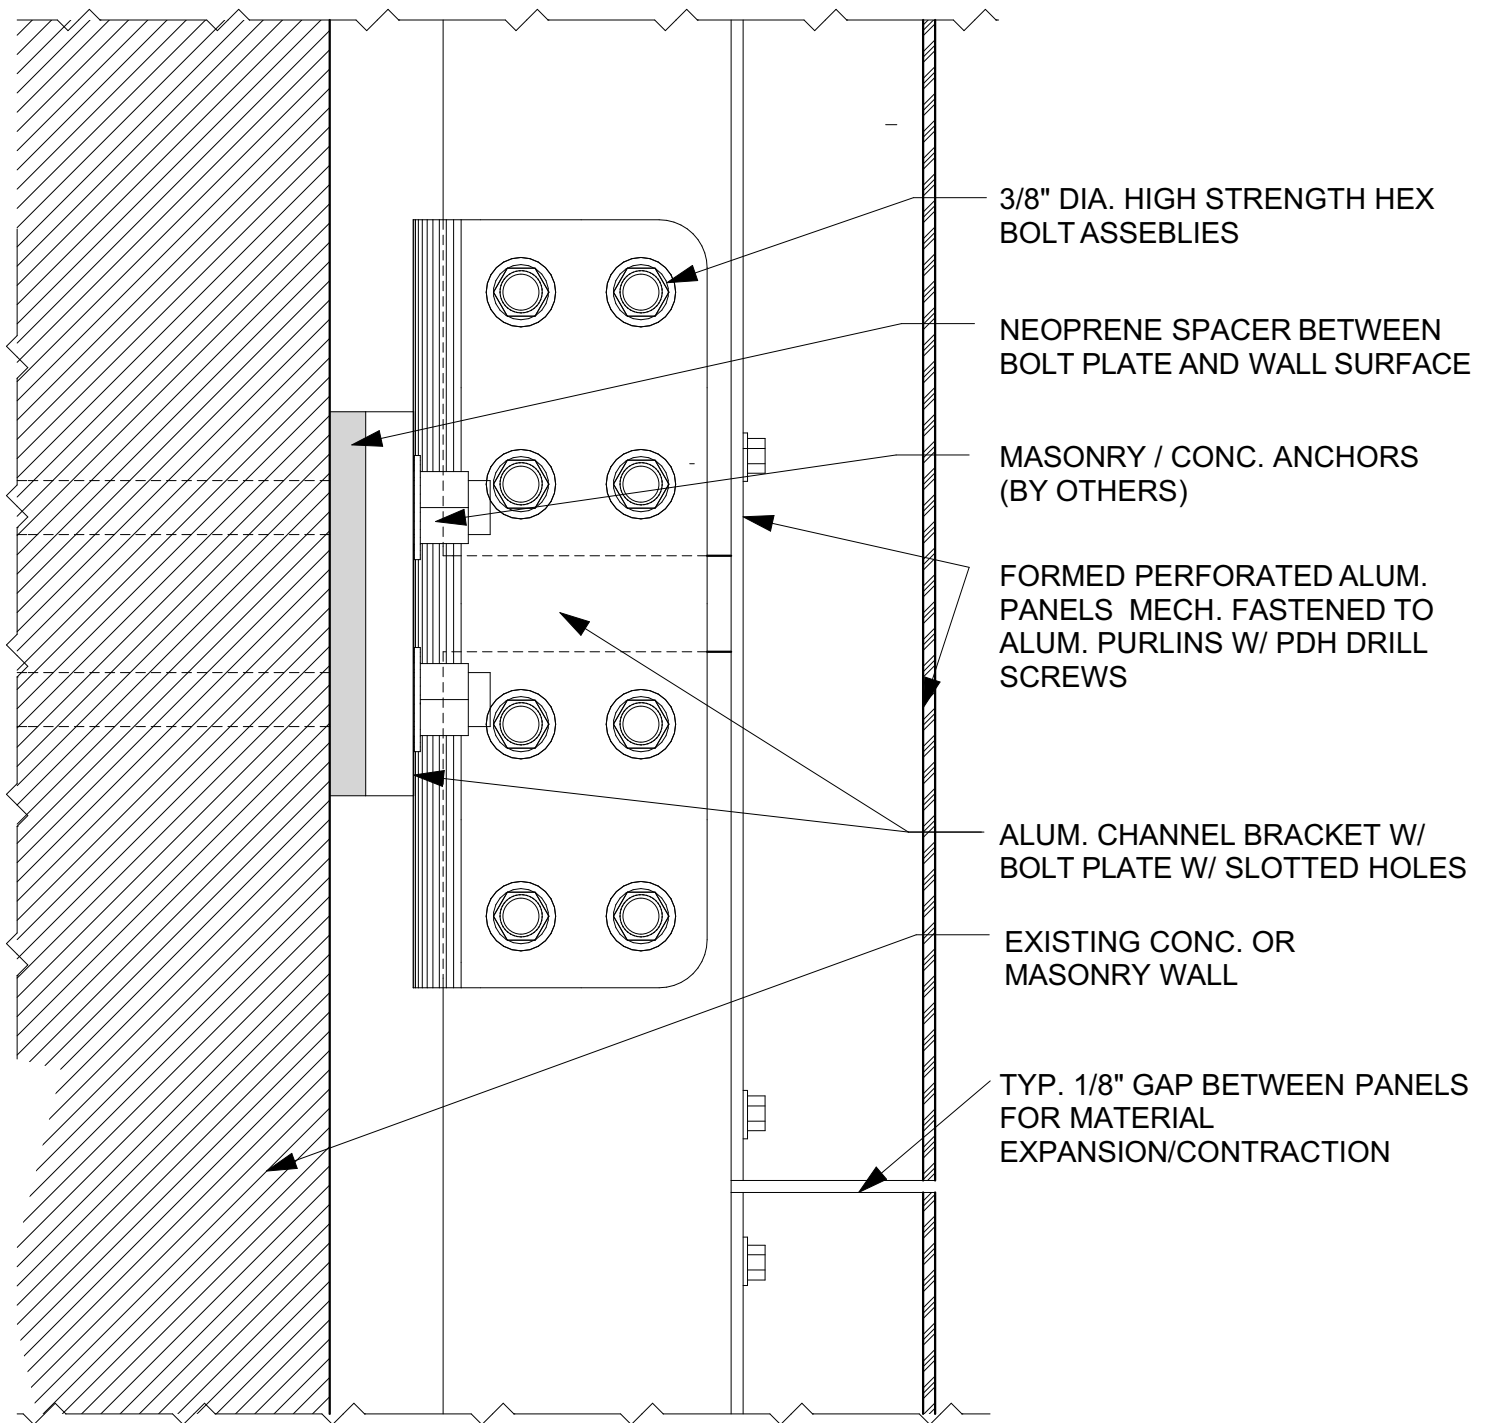 3/8" DIA. HIGH STRENGTH HEX
BOLT ASSEBLIES
NEOPRENE SPACER BETWEEN
BOLT PLATE AND WALL SURFACE
MASONRY / CONC. ANCHORS
(BY OTHERS)
FORMED PERFORATED ALUM.
PANELS  MECH. FASTENED TO
ALUM. PURLINS W/ PDH DRILL
SCREWS
ALUM. CHANNEL BRACKET W/
BOLT PLATE W/ SLOTTED HOLES
EXISTING CONC. OR
MASONRY WALL
TYP. 1/8" GAP BETWEEN PANELS
FOR MATERIAL
EXPANSION/CONTRACTION